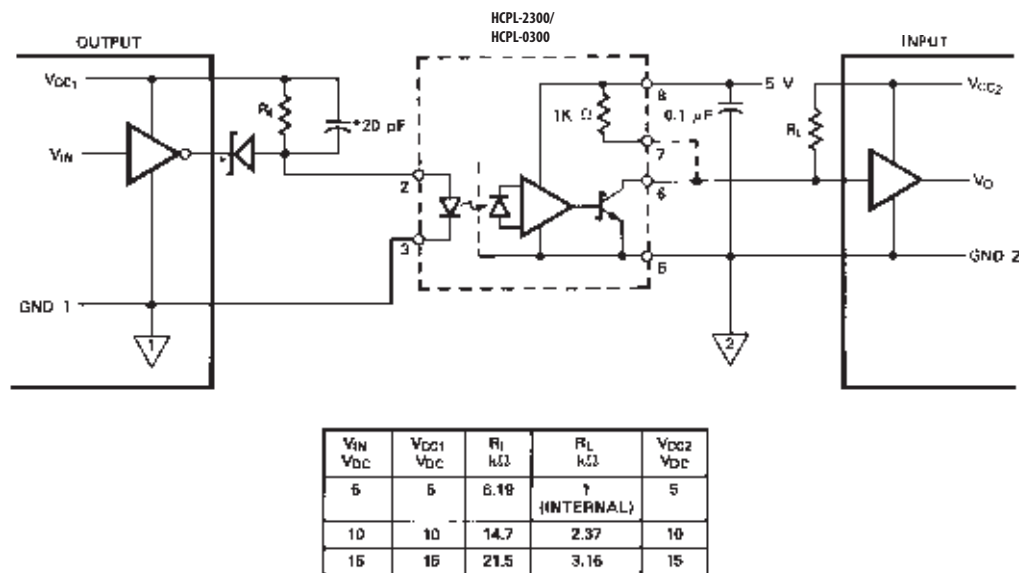 HCPL-2300/
HCPL-0300
OUTPUT
INPUT
VCC1
RI
*20 pF
VIN
GND 1
1
2
3
8
1K Ω
7
6
5
5 V
0.1 µF
2
RL
VCC2
VO
GND 2
VIN VDC | VCC1 VDC | RI kΩ | RL kΩ | VCC2 VDC
5 | 5 | 6.19 | 1 (INTERNAL) | 5
10 | 10 | 14.7 | 2.37 | 10
15 | 15 | 21.5 | 3.16 | 15